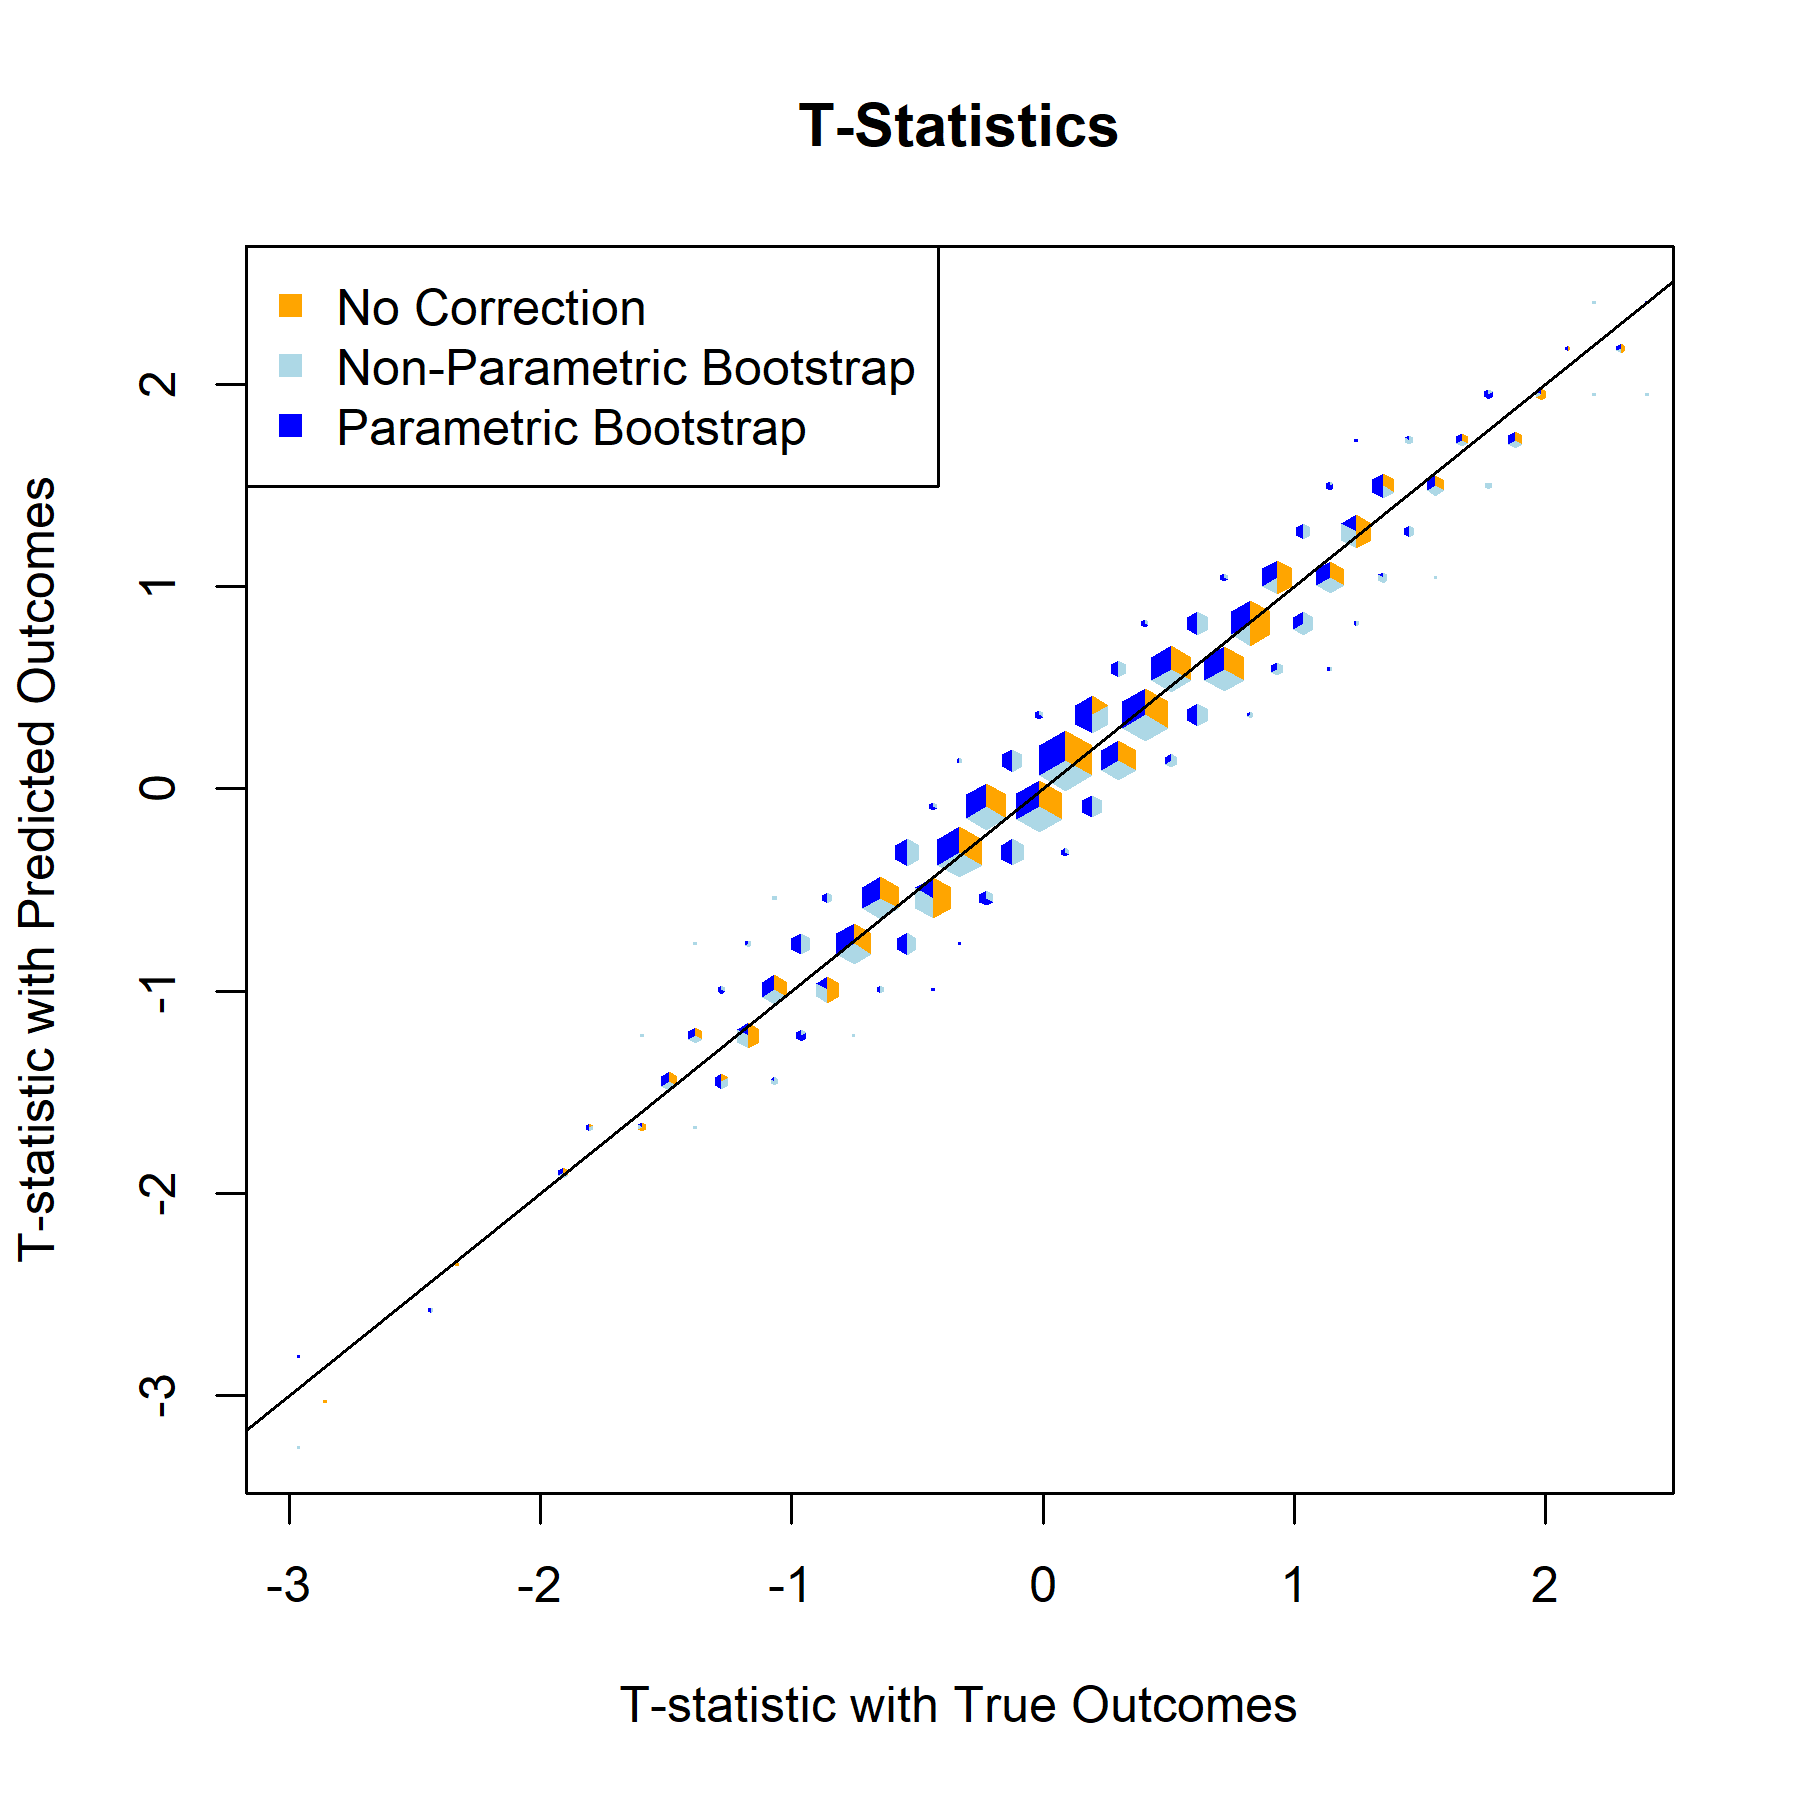 T-Statistics
No Correction
Non-Parametric Bootstrap
Parametric Bootstrap
T-statistic with Predicted Outcomes
2
1
0
-1
-2
-3
-3
-2
-1
0
1
2
T-statistic with True Outcomes